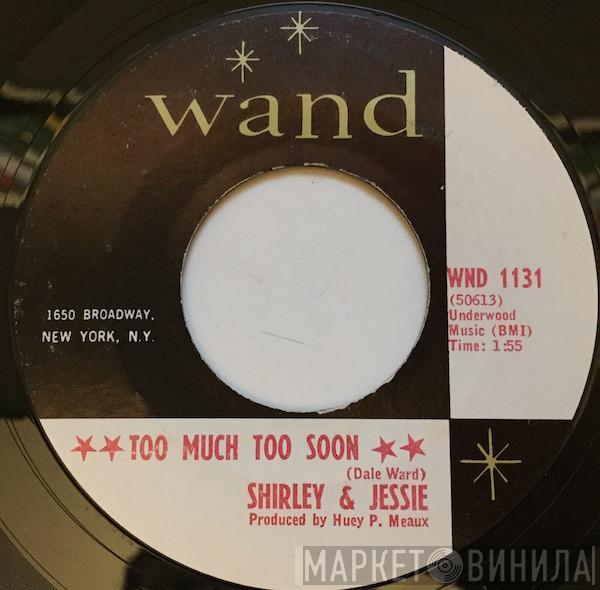 wand
1650 BROADWAY,
NEW YORK, N.Y.
WND 1131
(50613)
Underwood
Music (BMI)
Time: 1:55
TOO MUCH TOO SOON
(Dale Ward)
SHIRLEY & JESSIE
Produced by Huey P. Meaux
МАРКЕТ ВИНИЛА